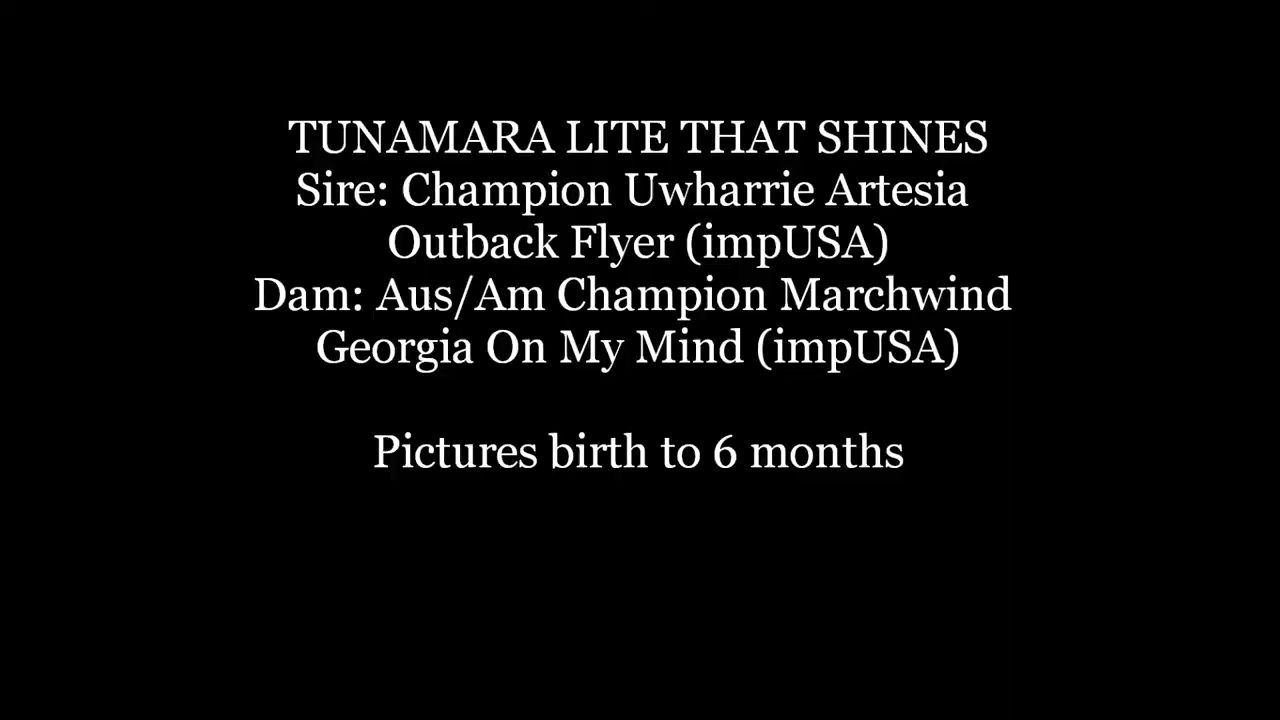 TUNAMARA LITE THAT SHINES
Sire: Champion Uwharrie Artesia
Outback Flyer (impUSA)
Dam: Aus/Am Champion Marchwind
Georgia On My Mind (impUSA)
Pictures birth to 6 months